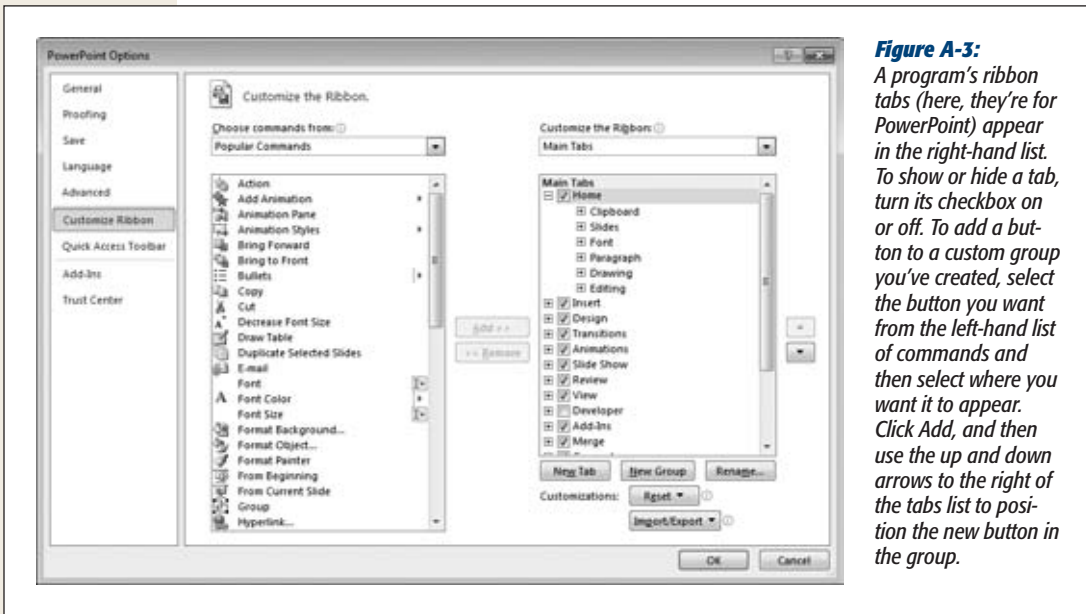 PowerPoint Options
General
Proofing
Save
Language
Advanced
Customize Ribbon
Quick Access Toolbar
Add-Ins
Trust Center
Customize the Ribbon.
Choose commands from:
Popular Commands
Action
Add Animation
Animation Pane
Animation Styles
Bring Forward
Bring to Front
Bullets
Copy
Cut
Decrease Font Size
Draw Table
Duplicate Selected Slides
E-mail
Font
Font Color
Font Size
Format Background...
Format Object...
Format Painter
From Beginning
From Current Slide
Group
Hyperlink...
Add >>
<< Remove
Customize the Ribbon:
Main Tabs
Main Tabs
Home
Clipboard
Slides
Font
Paragraph
Drawing
Editing
Insert
Design
Transitions
Animations
Slide Show
Review
View
Developer
Add-Ins
Merge
New Tab New Group Rename...
Customizations: Reset
Import/Export
OK Cancel
Figure A-3:
A program's ribbon
tabs (here, they're for
PowerPoint) appear
in the right-hand list.
To show or hide a tab,
turn its checkbox on
or off. To add a but-
ton to a custom group
you've created, select
the button you want
from the left-hand list
of commands and
then select where you
want it to appear.
Click Add, and then
use the up and down
arrows to the right of
the tabs list to posi-
tion the new button in
the group.